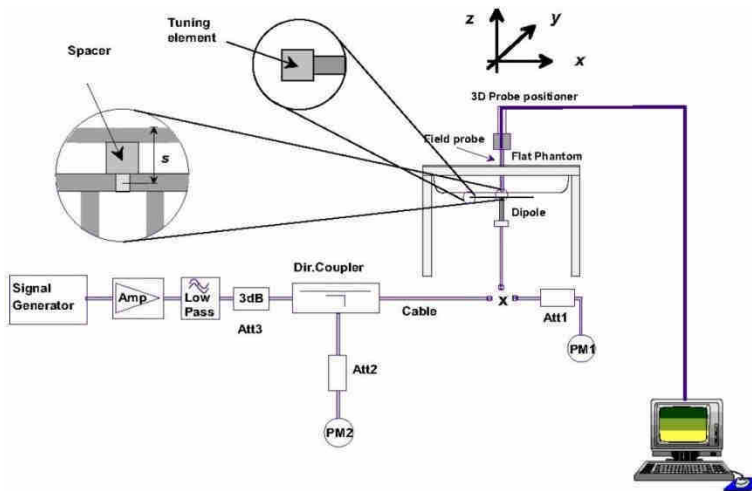 Tuning
element
Spacer
s
z
y
x
3D Probe positioner
Field probe
Flat Phantom
Dipole
Dir.Coupler
Signal
Generator
Amp
Low
Pass
3dB
Att3
Cable
x
Att1
PM1
Att2
PM2